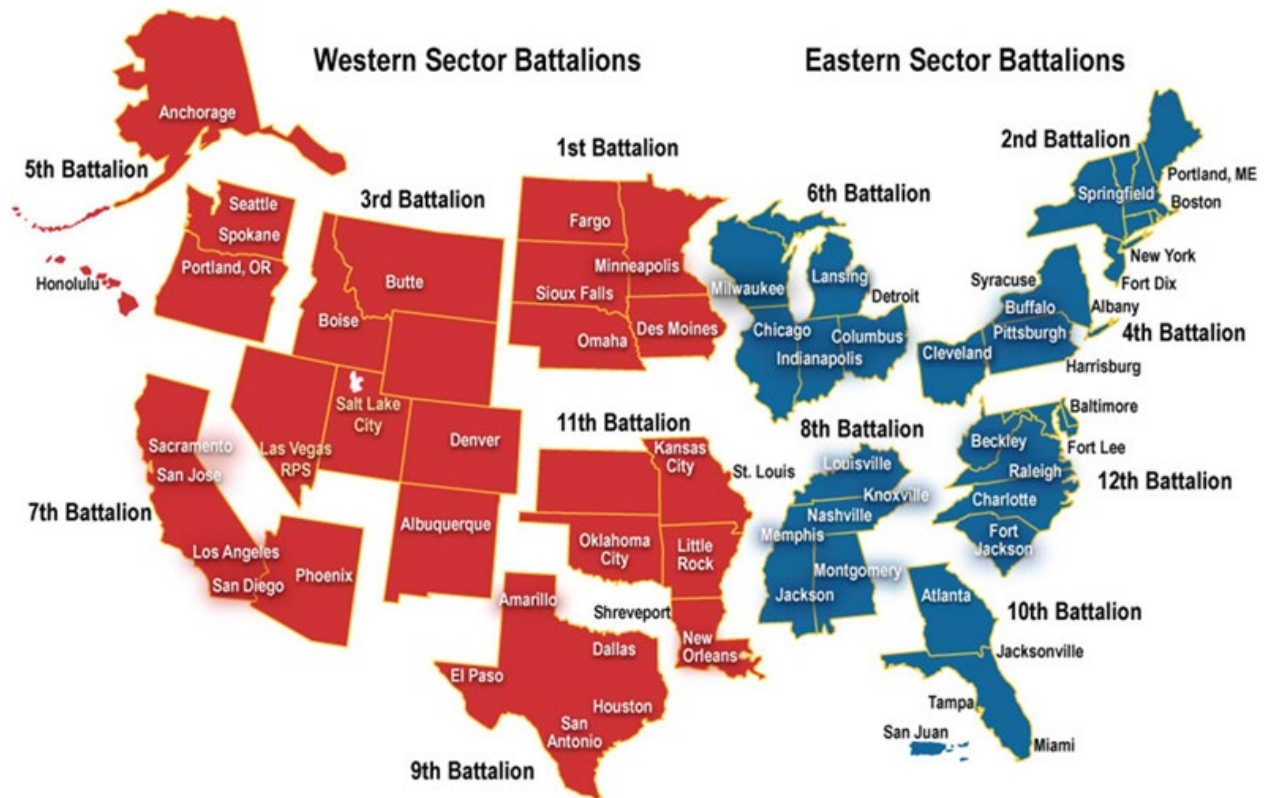 Western Sector Battalions
Eastern Sector Battalions
Anchorage
5th Battalion
Seattle
Spokane
Portland, OR
Honolulu
3rd Battalion
Butte
Boise
Salt Lake
City
Las Vegas
RPS
Denver
Albuquerque
1st Battalion
Fargo
Minneapolis
Sioux Falls
Omaha
Des Moines
7th Battalion
Sacramento
San Jose
Los Angeles
San Diego
Phoenix
11th Battalion
Kansas
City
St. Louis
Oklahoma
City
Little
Rock
9th Battalion
Amarillo
Shreveport
New
Orleans
Dallas
El Paso
Houston
San
Antonio
6th Battalion
Milwaukee
Lansing
Detroit
Chicago
Columbus
Indianapolis
2nd Battalion
Portland, ME
Springfield
Boston
New York
Fort Dix
Syracuse
Buffalo
Albany
Pittsburgh
4th Battalion
Cleveland
Harrisburg
8th Battalion
Louisville
Knoxville
Nashville
Memphis
Montgomery
Jackson
Baltimore
Beckley
Fort Lee
Raleigh
12th Battalion
Charlotte
Fort
Jackson
Atlanta
10th Battalion
Jacksonville
Tampa
San Juan
Miami